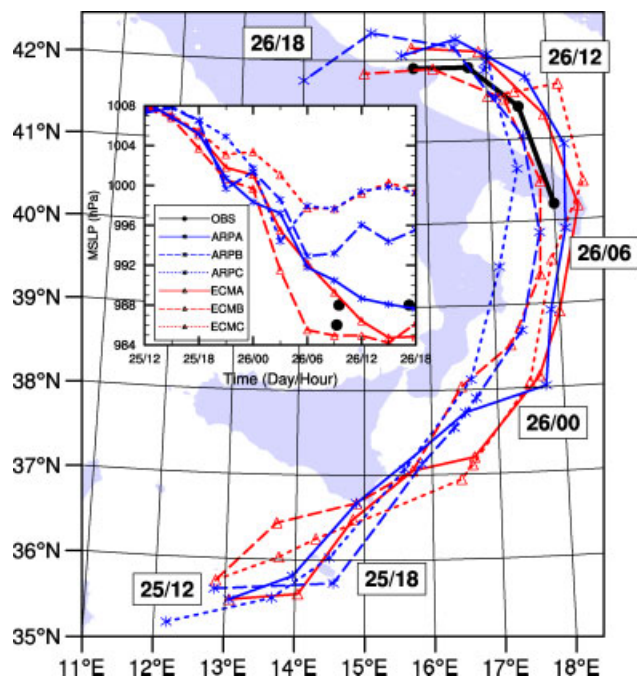 42°N
41°N
40°N
39°N
38°N
37°N
36°N
35°N
11°E 12°E 13°E 14°E 15°E 16°E 17°E 18°E
26/18
26/12
26/06
26/00
25/18
25/12
1008
1004
1000
996
992
988
984
MSLP (hPa)
OBS
ARPA
ARPB
ARPC
ECMA
ECMB
ECMC
25/12 25/18 26/00 26/06 26/12 26/18
Time (Day/Hour)